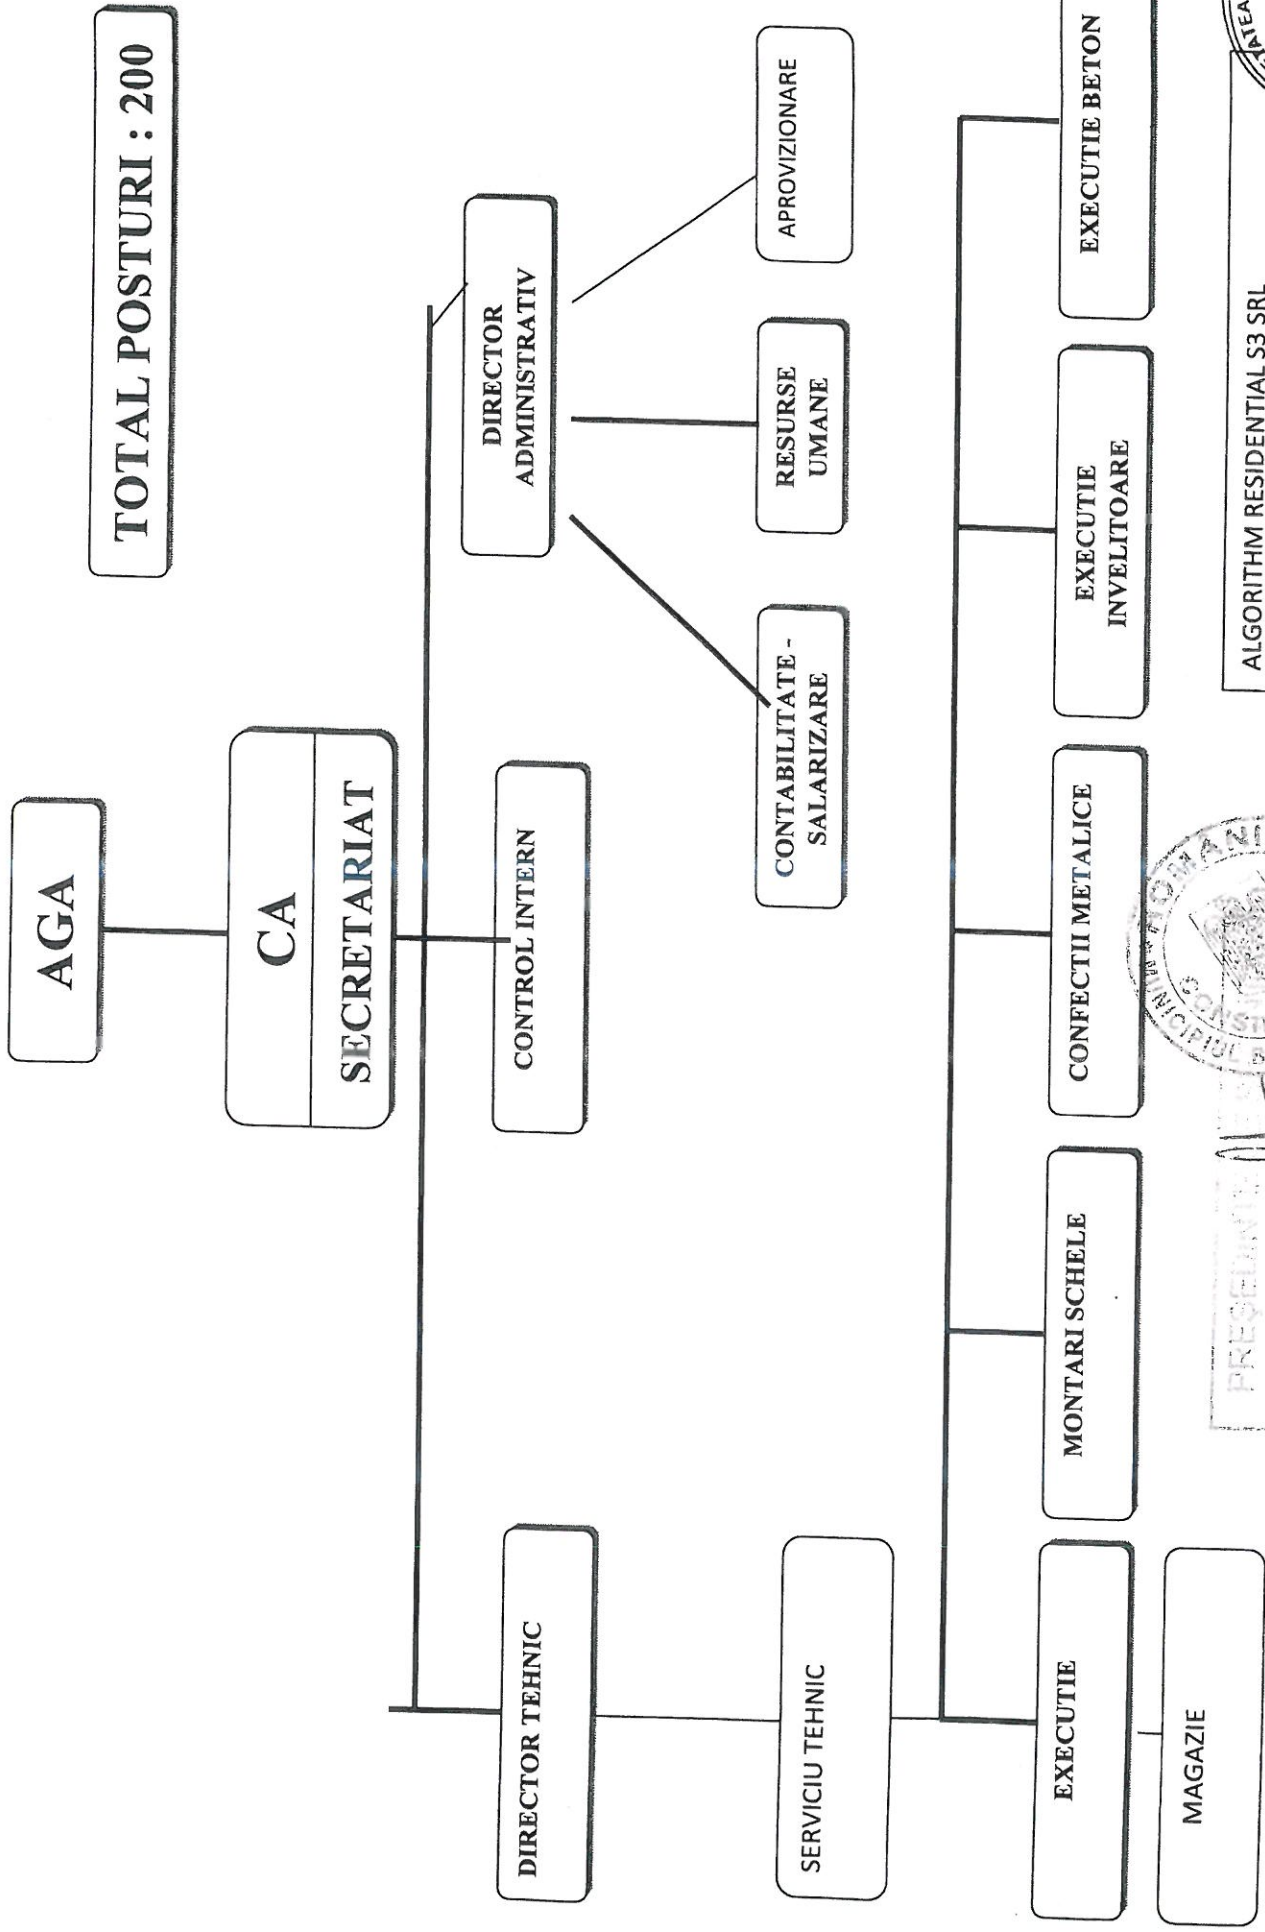 TOTAL POSTURI : 200
AGA
CA
SECRETARIAT
DIRECTOR TEHNIC
CONTROL INTERN
DIRECTOR
ADMINISTRATIV
SERVICIU TEHNIC
CONTABILITATE -
SALARIZARE
RESURSE
UMANE
APROVIZIONARE
EXECUTIE
MONTARI SCHELE
CONFECTII METALICE
EXECUTIE
INVELITOARE
EXECUTIE BETON
MAGAZIE
ALGORITHM RESIDENTIAL S3 SRL